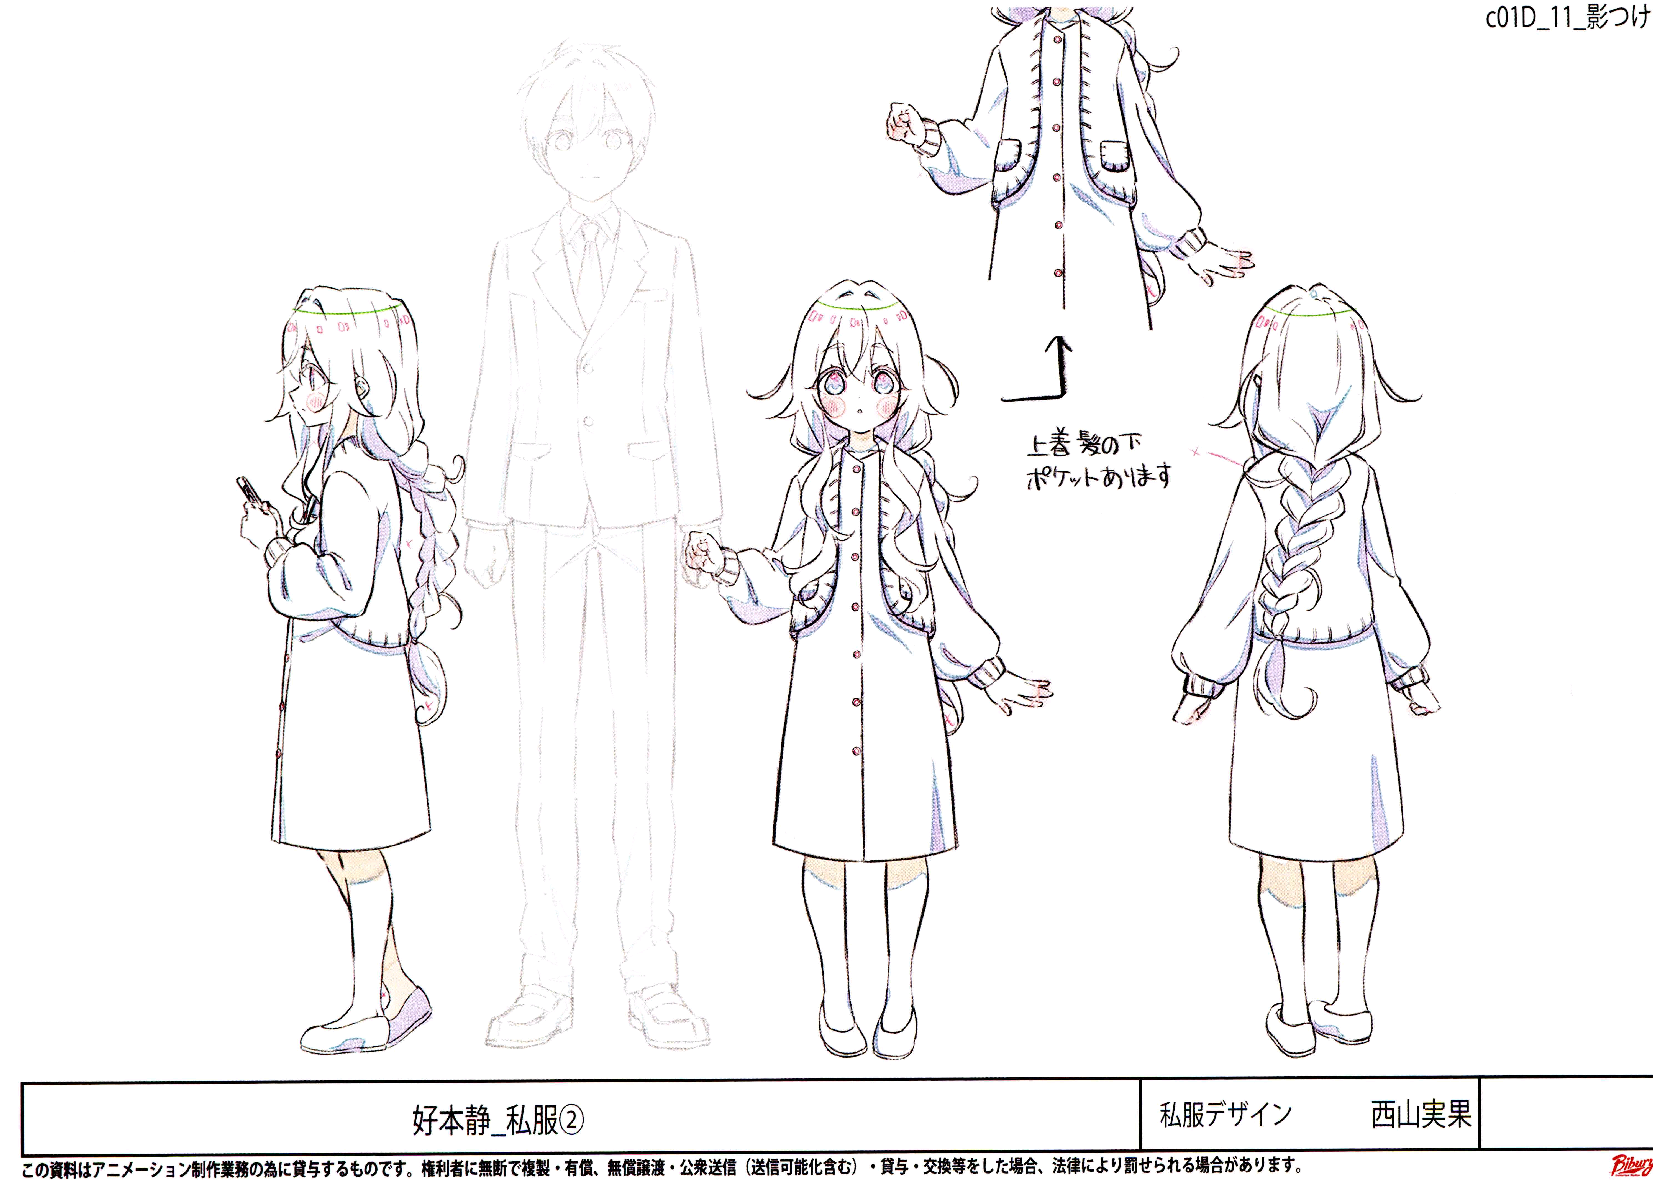 c01D_11_影つけ
上着 髪の下
ポケットあります
好本静_私服②
私服デザイン 西山実果
この資料はアニメーション制作業務の為に貸与するものです。権利者に無断で複製・有償、無償譲渡・公衆送信（送信可能化含む）・貸与・交換等をした場合、法律により罰せられる場合があります。
Bibury